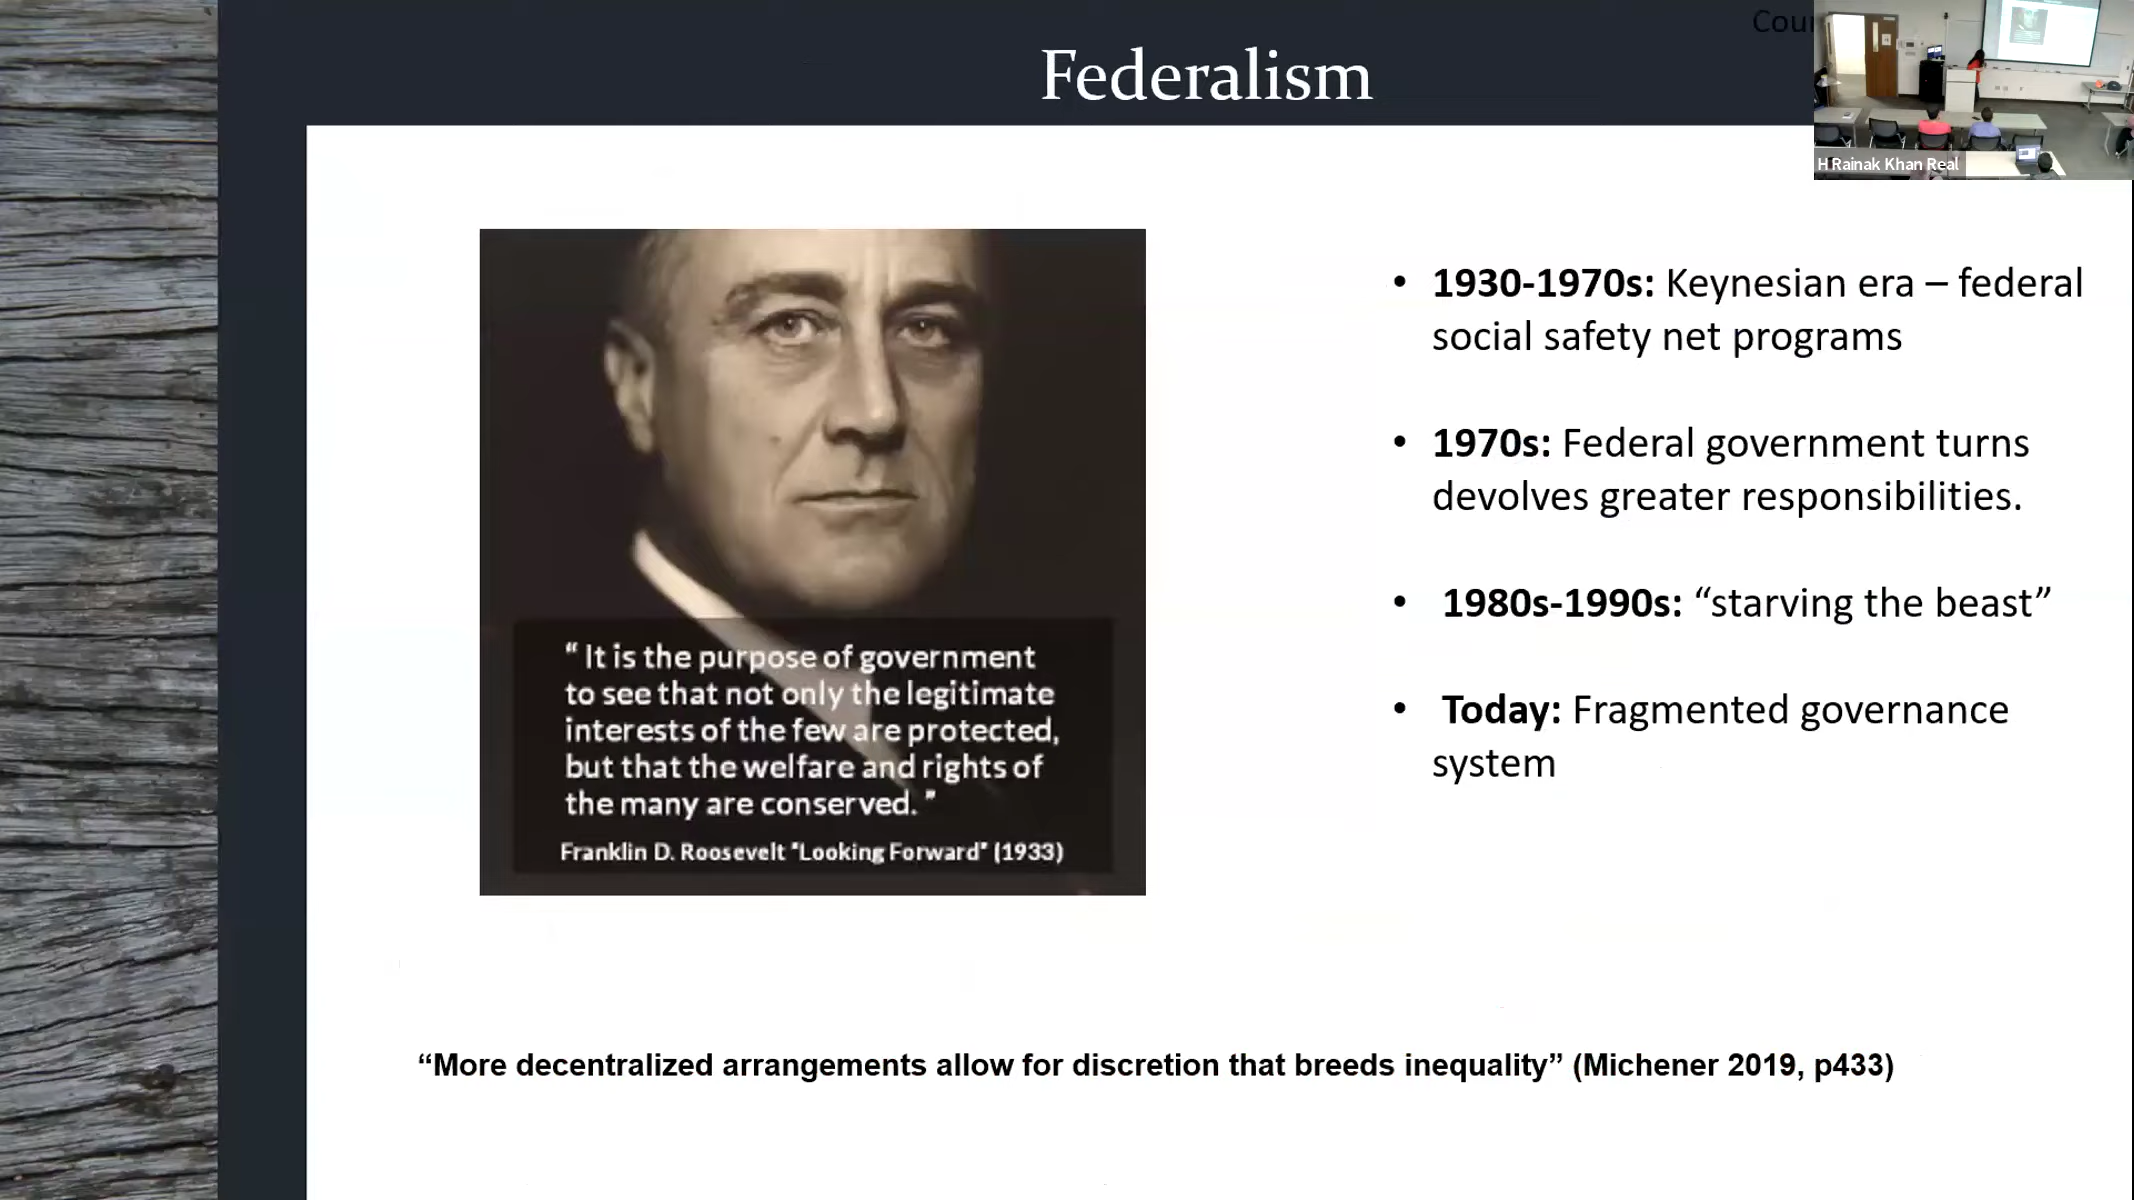 Federalism
Cou
H Rainak Khan Real
• 1930-1970s: Keynesian era – federal
social safety net programs
• 1970s: Federal government turns
devolves greater responsibilities.
• 1980s-1990s: “starving the beast”
• Today: Fragmented governance
system
“ It is the purpose of government
to see that not only the legitimate
interests of the few are protected,
but that the welfare and rights of
the many are conserved. ”
Franklin D. Roosevelt "Looking Forward" (1933)
“More decentralized arrangements allow for discretion that breeds inequality” (Michener 2019, p433)